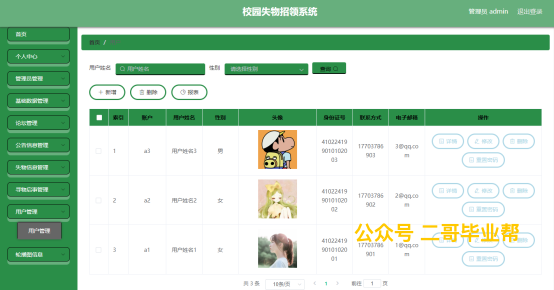 校园失物招领系统
管理员 admin 退出登录
首页
个人中心
管理员管理
基础数据管理
论坛管理
公告信息管理
失物信息管理
寻物启事管理
用户管理
用户管理
轮播图信息
用户姓名 用户姓名 性别 请选择性别 查询
+ 新增 删除 报表
索引 账户 用户姓名 性别 头像 身份证号 联系方式 电子邮箱 操作
1 a3 用户姓名3 男 410224199010102003 17703786903 3@qq.com 详情 修改 删除 重置密码
2 a2 用户姓名2 女 410224199010102002 17703786902 2@qq.com 详情 修改 删除 重置密码
3 a1 用户姓名1 女 410224199010102001 17703786901 1@qq.com 重置密码
公众号 二哥毕业帮
共 3 条 10条/页 < 1 > 前往 1 页